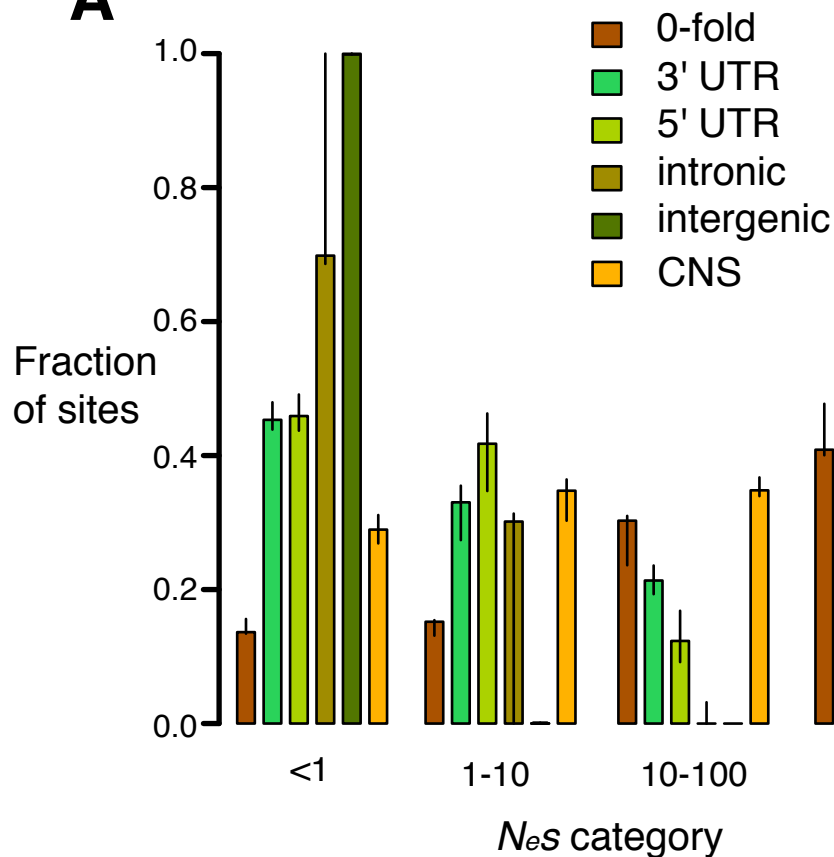 A
0-fold
3' UTR
5' UTR
intronic
intergenic
CNS
1.0
0.8
0.6
0.4
0.2
0.0
Fraction
of sites
<1
1-10
10-100
Nes category